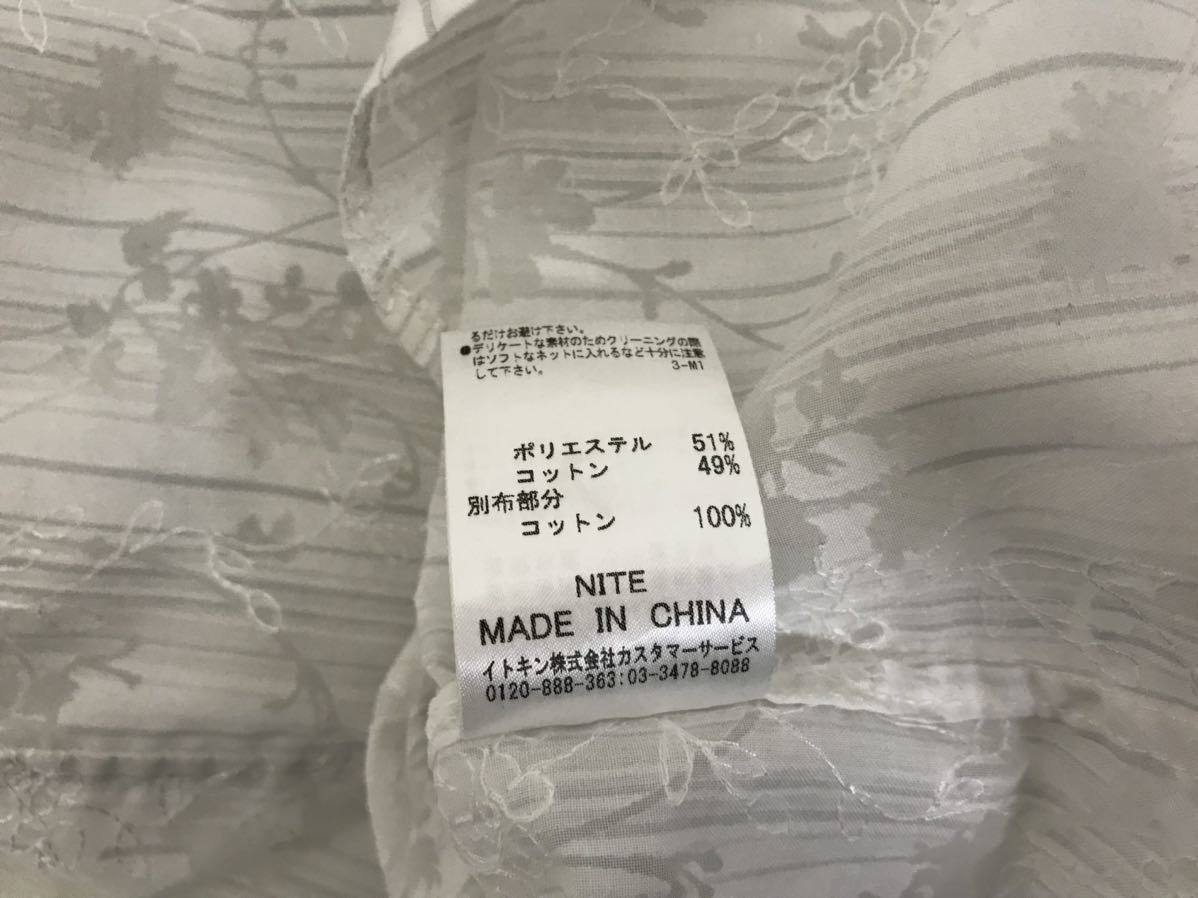 るだけお避け下さい。
●デリケートな素材のためクリーニングの際
はソフトなネットに入れるなど十分に注意
して下さい。
3-M1
ポリエステル 51%
コットン 49%
別布部分
コットン 100%
NITE
MADE IN CHINA
イトキン株式会社カスタマーサービス
0120-888-363:03-3478-8088